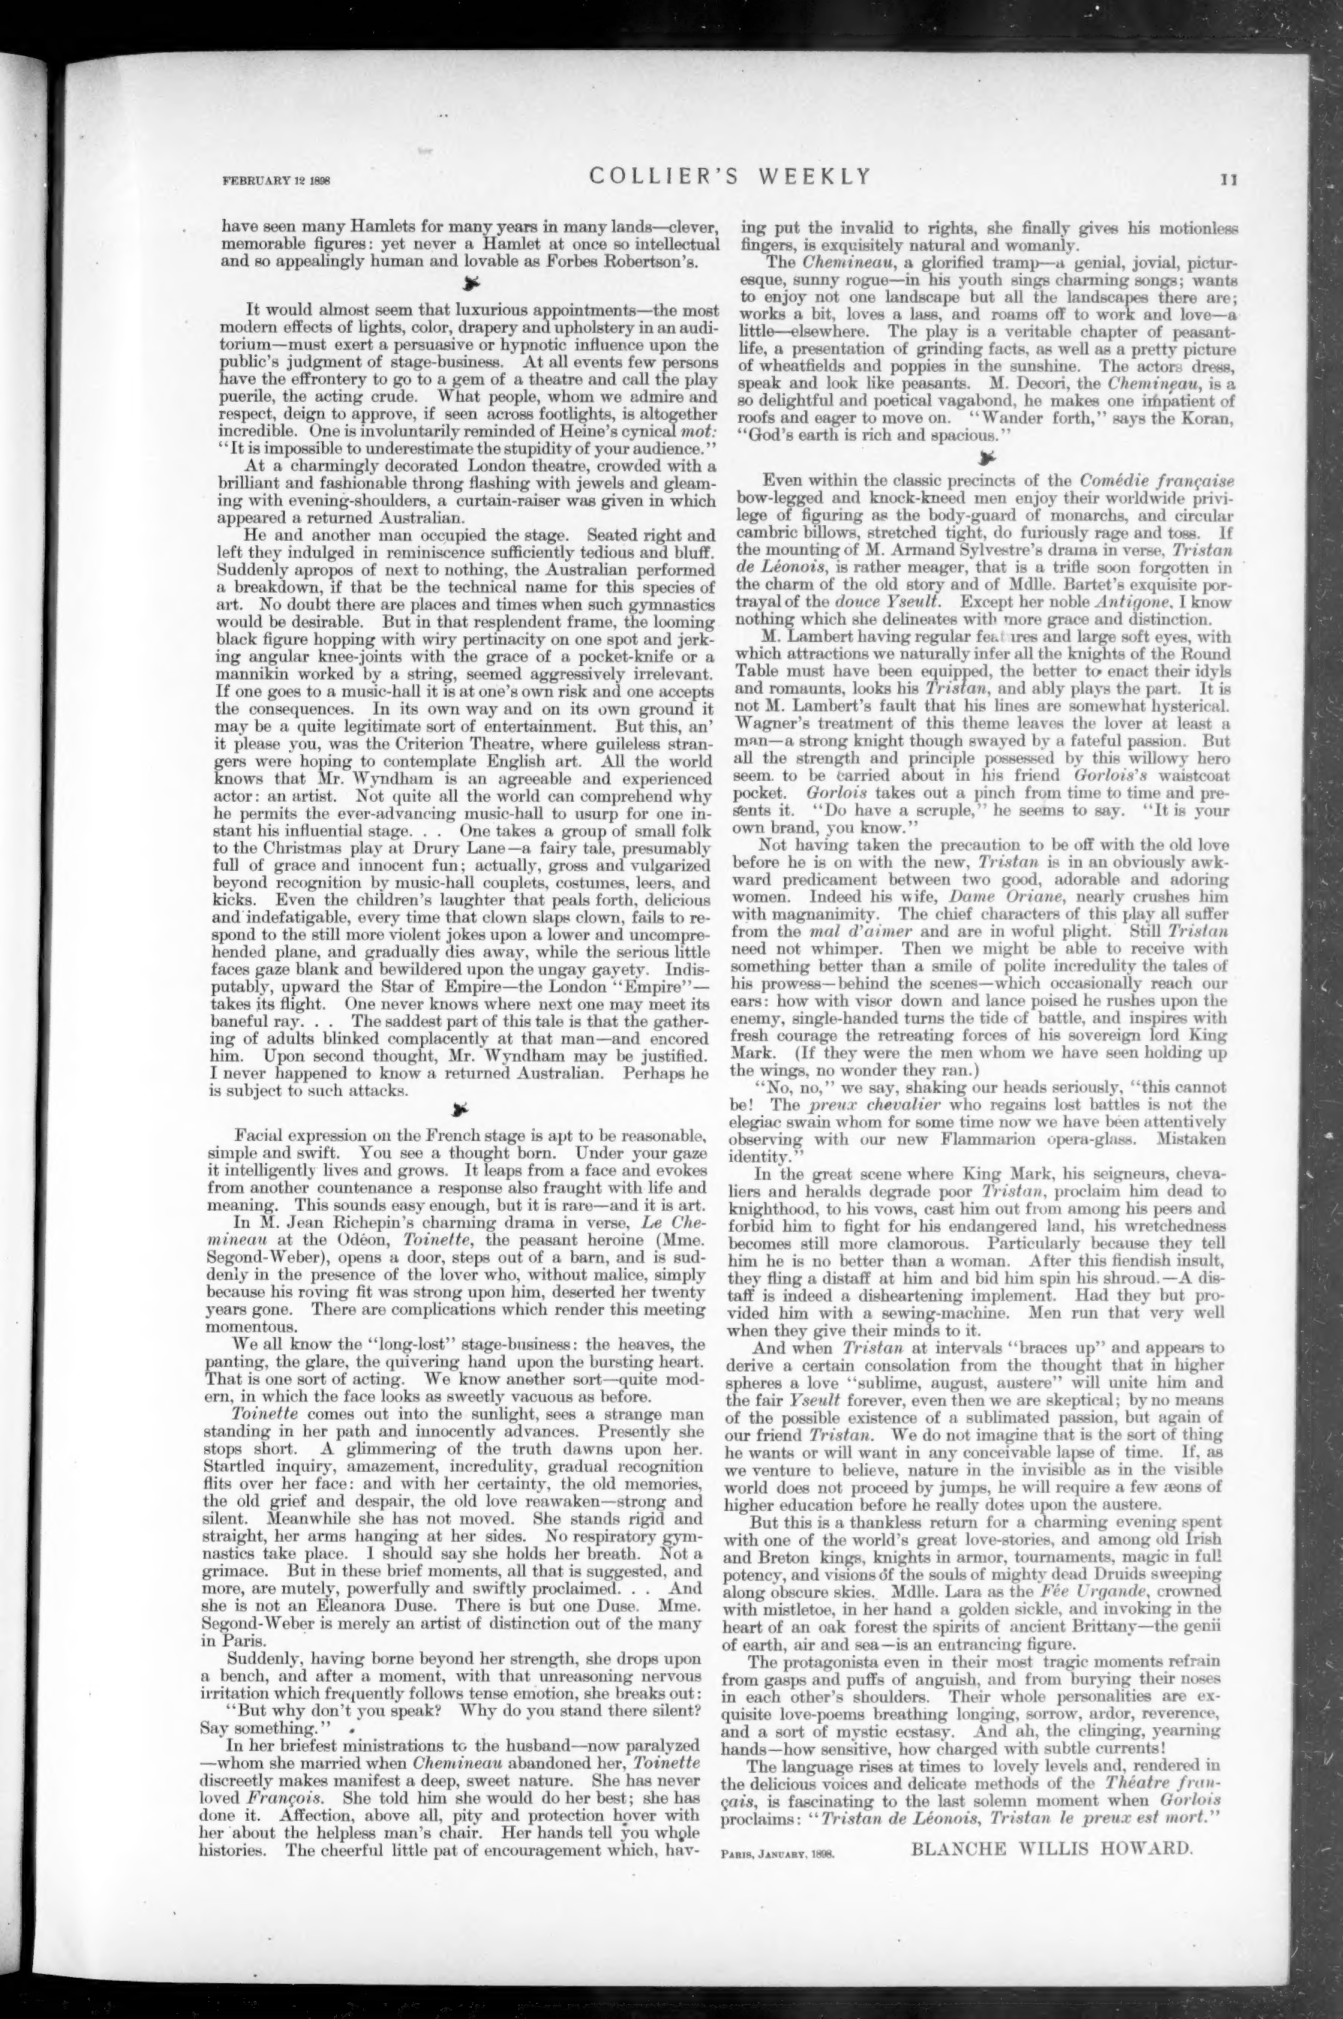 FEBRUARY 12 1898
COLLIER'S WEEKLY
11
have seen many Hamlets for many years in many lands—clever,
memorable figures: yet never a Hamlet at once so intellectual
and so appealingly human and lovable as Forbes Robertson's.
It would almost seem that luxurious appointments—the most
modern effects of lights, color, drapery and upholstery in an audi-
torium—must exert a persuasive or hypnotic influence upon the
public's judgment of stage-business. At all events few persons
have the effrontery to go to a gem of a theatre and call the play
puerile, the acting crude. What people, whom we admire and
respect, deign to approve, if seen across footlights, is altogether
incredible. One is involuntarily reminded of Heine's cynical mot:
"It is impossible to underestimate the stupidity of your audience."
At a charmingly decorated London theatre, crowded with a
brilliant and fashionable throng flashing with jewels and gleam-
ing with evening-shoulders, a curtain-raiser was given in which
appeared a returned Australian.
He and another man occupied the stage. Seated right and
left they indulged in reminiscence sufficiently tedious and bluff.
Suddenly apropos of next to nothing, the Australian performed
a breakdown, if that be the technical name for this species of
art. No doubt there are places and times when such gymnastics
would be desirable. But in that resplendent frame, the looming
black figure hopping with wiry pertinacity on one spot and jerk-
ing angular knee-joints with the grace of a pocket-knife or a
mannikin worked by a string, seemed aggressively irrelevant.
If one goes to a music-hall it is at one's own risk and one accepts
the consequences. In its own way and on its own ground it
may be a quite legitimate sort of entertainment. But this, an'
it please you, was the Criterion Theatre, where guileless stran-
gers were hoping to contemplate English art. All the world
knows that Mr. Wyndham is an agreeable and experienced
actor: an artist. Not quite all the world can comprehend why
he permits the ever-advancing music-hall to usurp for one in-
stant his influential stage. . . One takes a group of small folk
to the Christmas play at Drury Lane—a fairy tale, presumably
full of grace and innocent fun; actually, gross and vulgarized
beyond recognition by music-hall couplets, costumes, leers, and
kicks. Even the children's laughter that peals forth, delicious
and indefatigable, every time that clown slaps clown, fails to re-
spond to the still more violent jokes upon a lower and uncompre-
hended plane, and gradually dies away, while the serious little
faces gaze blank and bewildered upon the ungay gayety. Indis-
putably, upward the Star of Empire—the London "Empire"—
takes its flight. One never knows where next one may meet its
baneful ray. . . The saddest part of this tale is that the gather-
ing of adults blinked complacently at that man—and encored
him. Upon second thought, Mr. Wyndham may be justified.
I never happened to know a returned Australian. Perhaps he
is subject to such attacks.
Facial expression on the French stage is apt to be reasonable,
simple and swift. You see a thought born. Under your gaze
it intelligently lives and grows. It leaps from a face and evokes
from another countenance a response also fraught with life and
meaning. This sounds easy enough, but it is rare—and it is art.
In M. Jean Richepin's charming drama in verse, Le Che-
mineau at the Odéon, Toinette, the peasant heroine (Mme.
Segond-Weber), opens a door, steps out of a barn, and is sud-
denly in the presence of the lover who, without malice, simply
because his roving fit was strong upon him, deserted her twenty
years gone. There are complications which render this meeting
momentous.
We all know the "long-lost" stage-business: the heaves, the
panting, the glare, the quivering hand upon the bursting heart.
That is one sort of acting. We know another sort—quite mod-
ern, in which the face looks as sweetly vacuous as before.
Toinette comes out into the sunlight, sees a strange man
standing in her path and innocently advances. Presently she
stops short. A glimmering of the truth dawns upon her.
Startled inquiry, amazement, incredulity, gradual recognition
flits over her face: and with her certainty, the old memories,
the old grief and despair, the old love reawaken—strong and
silent. Meanwhile she has not moved. She stands rigid and
straight, her arms hanging at her sides. No respiratory gym-
nastics take place. I should say she holds her breath. Not a
grimace. But in these brief moments, all that is suggested, and
more, are mutely, powerfully and swiftly proclaimed. . . And
she is not an Eleanora Duse. There is but one Duse. Mme.
Segond-Weber is merely an artist of distinction out of the many
in Paris.
Suddenly, having borne beyond her strength, she drops upon
a bench, and after a moment, with that unreasoning nervous
irritation which frequently follows tense emotion, she breaks out:
"But why don't you speak? Why do you stand there silent?
Say something."
In her briefest ministrations to the husband—now paralyzed
—whom she married when Chemineau abandoned her, Toinette
discreetly makes manifest a deep, sweet nature. She has never
loved François. She told him she would do her best; she has
done it. Affection, above all, pity and protection hover with
her about the helpless man's chair. Her hands tell you whole
histories. The cheerful little pat of encouragement which, hav-
ing put the invalid to rights, she finally gives his motionless
fingers, is exquisitely natural and womanly.
The Chemineau, a glorified tramp—a genial, jovial, pictur-
esque, sunny rogue—in his youth sings charming songs; wants
to enjoy not one landscape but all the landscapes there are;
works a bit, loves a lass, and roams off to work and love—a
little—elsewhere. The play is a veritable chapter of peasant-
life, a presentation of grinding facts, as well as a pretty picture
of wheatfields and poppies in the sunshine. The actors dress,
speak and look like peasants. M. Decori, the Chemineau, is a
so delightful and poetical vagabond, he makes one impatient of
roofs and eager to move on. "Wander forth," says the Koran,
"God's earth is rich and spacious."
Even within the classic precincts of the Comédie française
bow-legged and knock-kneed men enjoy their worldwide privi-
lege of figuring as the body-guard of monarchs, and circular
cambric billows, stretched tight, do furiously rage and toss. If
the mounting of M. Armand Sylvestre's drama in verse, Tristan
de Léonois, is rather meager, that is a trifle soon forgotten in
the charm of the old story and of Mdlle. Bartet's exquisite por-
trayal of the douce Yseult. Except her noble Antigone, I know
nothing which she delineates with more grace and distinction.
M. Lambert having regular features and large soft eyes, with
which attractions we naturally infer all the knights of the Round
Table must have been equipped, the better to enact their idyls
and romaunts, looks his Tristan, and ably plays the part. It is
not M. Lambert's fault that his lines are somewhat hysterical.
Wagner's treatment of this theme leaves the lover at least a
man—a strong knight though swayed by a fateful passion. But
all the strength and principle possessed by this willowy hero
seem to be carried about in his friend Gorlois's waistcoat
pocket. Gorlois takes out a pinch from time to time and pre-
sents it. "Do have a scruple," he seems to say. "It is your
own brand, you know."
Not having taken the precaution to be off with the old love
before he is on with the new, Tristan is in an obviously awk-
ward predicament between two good, adorable and adoring
women. Indeed his wife, Dame Oriane, nearly crushes him
with magnanimity. The chief characters of this play all suffer
from the mal d'aimer and are in woful plight. Still Tristan
need not whimper. Then we might be able to receive with
something better than a smile of polite incredulity the tales of
his prowess—behind the scenes—which occasionally reach our
ears: how with visor down and lance poised he rushes upon the
enemy, single-handed turns the tide of battle, and inspires with
fresh courage the retreating forces of his sovereign lord King
Mark. (If they were the men whom we have seen holding up
the wings, no wonder they ran.)
"No, no," we say, shaking our heads seriously, "this cannot
be! The preux chevalier who regains lost battles is not the
elegiac swain whom for some time now we have been attentively
observing with our new Flammarion opera-glass. Mistaken
identity."
In the great scene where King Mark, his seigneurs, cheva-
liers and heralds degrade poor Tristan, proclaim him dead to
knighthood, to his vows, cast him out from among his peers and
forbid him to fight for his endangered land, his wretchedness
becomes still more clamorous. Particularly because they tell
him he is no better than a woman. After this fiendish insult,
they fling a distaff at him and bid him spin his shroud.—A dis-
taff is indeed a disheartening implement. Had they but pro-
vided him with a sewing-machine. Men run that very well
when they give their minds to it.
And when Tristan at intervals "braces up" and appears to
derive a certain consolation from the thought that in higher
spheres a love "sublime, august, austere" will unite him and
the fair Yseult forever, even then we are skeptical; by no means
of the possible existence of a sublimated passion, but again of
our friend Tristan. We do not imagine that is the sort of thing
he wants or will want in any conceivable lapse of time. If, as
we venture to believe, nature in the invisible as in the visible
world does not proceed by jumps, he will require a few æons of
higher education before he really dotes upon the austere.
But this is a thankless return for a charming evening spent
with one of the world's great love-stories, and among old Irish
and Breton kings, knights in armor, tournaments, magic in full
potency, and visions of the souls of mighty dead Druids sweeping
along obscure skies. Mdlle. Lara as the Fée Urgande, crowned
with mistletoe, in her hand a golden sickle, and invoking in the
heart of an oak forest the spirits of ancient Brittany—the genii
of earth, air and sea—is an entrancing figure.
The protagonista even in their most tragic moments refrain
from gasps and puffs of anguish, and from burying their noses
in each other's shoulders. Their whole personalities are ex-
quisite love-poems breathing longing, sorrow, ardor, reverence,
and a sort of mystic ecstasy. And ah, the clinging, yearning
hands—how sensitive, how charged with subtle currents!
The language rises at times to lovely levels and, rendered in
the delicious voices and delicate methods of the Théatre fran-
çais, is fascinating to the last solemn moment when Gorlois
proclaims: "Tristan de Léonois, Tristan le preux est mort."
PARIS, JANUARY, 1898.
BLANCHE WILLIS HOWARD.